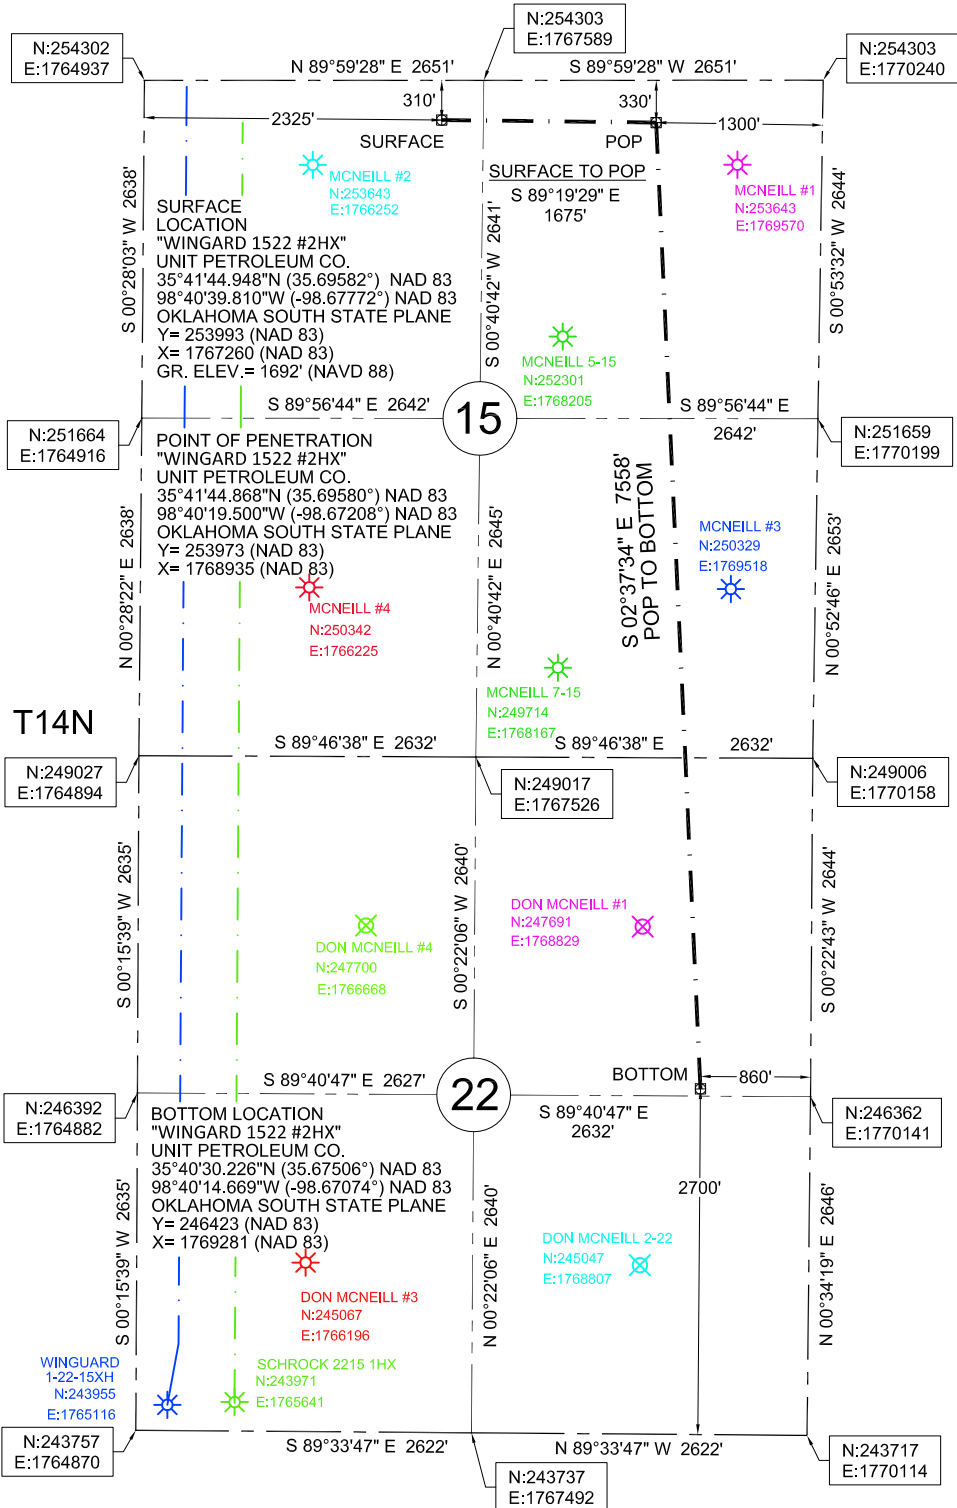 N:254303
E:1767589
N:254302
E:1764937
N:254303
E:1770240
N 89°59'28" E 2651'
S 89°59'28" W 2651'
310'
330'
2325'
1300'
SURFACE
POP
SURFACE TO POP
S 89°19'29" E
1675'
MCNEILL #2
N:253643
E:1766252
MCNEILL #1
N:253643
E:1769570
S 00°28'03" W 2638'
S 00°40'42" W 2641'
S 00°53'32" W 2644'
SURFACE
LOCATION
"WINGARD 1522 #2HX"
UNIT PETROLEUM CO.
35°41'44.948"N (35.69582°) NAD 83
98°40'39.810"W (-98.67772°) NAD 83
OKLAHOMA SOUTH STATE PLANE
Y= 253993 (NAD 83)
X= 1767260 (NAD 83)
GR. ELEV.= 1692' (NAVD 88)
MCNEILL 5-15
N:252301
E:1768205
S 89°56'44" E 2642'
15
S 89°56'44" E
2642'
N:251664
E:1764916
N:251659
E:1770199
POINT OF PENETRATION
"WINGARD 1522 #2HX"
UNIT PETROLEUM CO.
35°41'44.868"N (35.69580°) NAD 83
98°40'19.500"W (-98.67208°) NAD 83
OKLAHOMA SOUTH STATE PLANE
Y= 253973 (NAD 83)
X= 1768935 (NAD 83)
N 00°28'22" E 2638'
N 00°40'42" E 2645'
S 02°37'34" E 7558'
POP TO BOTTOM
N 00°52'46" E 2653'
MCNEILL #3
N:250329
E:1769518
MCNEILL #4
N:250342
E:1766225
MCNEILL 7-15
N:249714
E:1768167
T14N
S 89°46'38" E 2632'
S 89°46'38" E
2632'
N:249027
E:1764894
N:249017
E:1767526
N:249006
E:1770158
S 00°15'39" W 2635'
S 00°22'06" W 2640'
S 00°22'43" W 2644'
DON MCNEILL #1
N:247691
E:1768829
DON MCNEILL #4
N:247700
E:1766668
S 89°40'47" E 2627'
22
BOTTOM
860'
S 89°40'47" E
2632'
N:246392
E:1764882
N:246362
E:1770141
BOTTOM LOCATION
"WINGARD 1522 #2HX"
UNIT PETROLEUM CO.
35°40'30.226"N (35.67506°) NAD 83
98°40'14.669"W (-98.67074°) NAD 83
OKLAHOMA SOUTH STATE PLANE
Y= 246423 (NAD 83)
X= 1769281 (NAD 83)
S 00°15'39" W 2635'
N 00°22'06" E 2640'
2700'
N 00°34'19" E 2646'
DON MCNEILL 2-22
N:245047
E:1768807
DON MCNEILL #3
N:245067
E:1766196
WINGUARD
1-22-15XH
N:243955
E:1765116
SCHROCK 2215 1HX
N:243971
E:1765641
N:243757
E:1764870
S 89°33'47" E 2622'
N 89°33'47" W 2622'
N:243737
E:1767492
N:243717
E:1770114